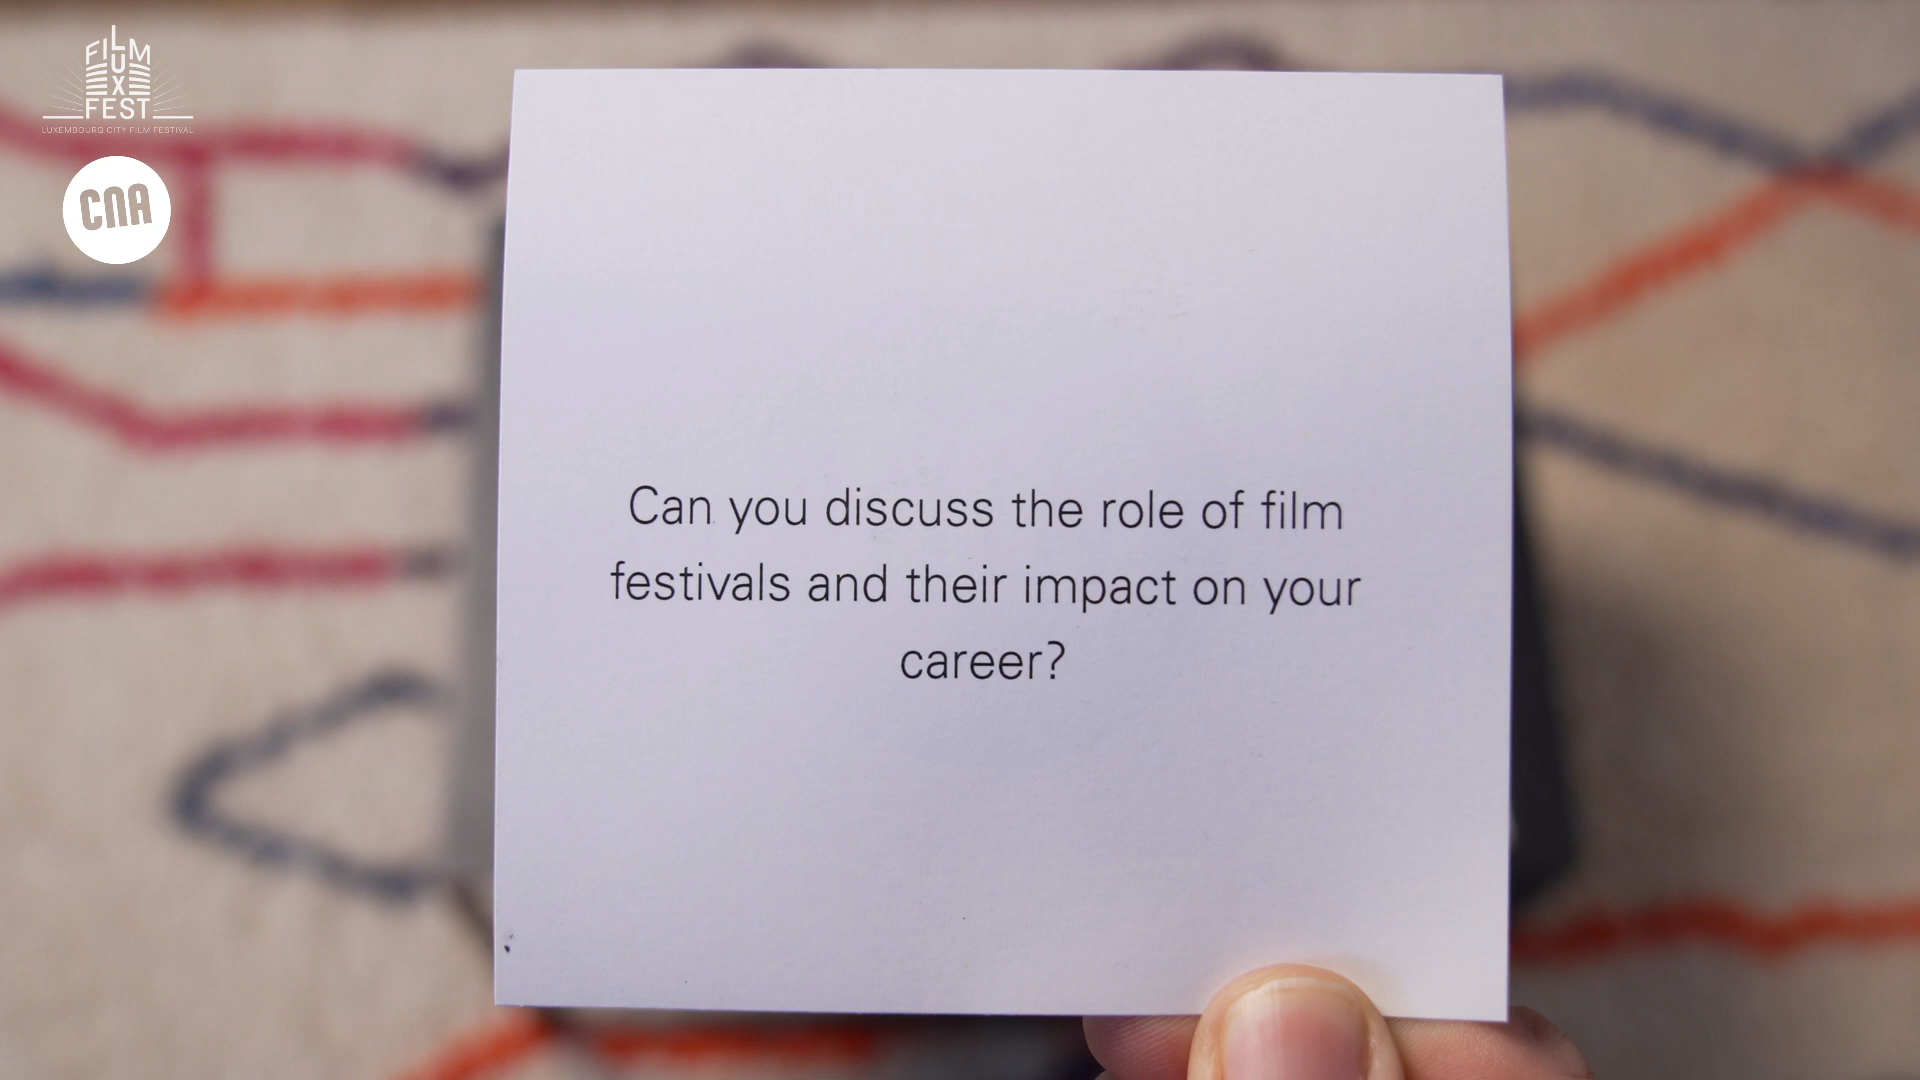 FILM
LUX
FEST
LUXEMBOURG CITY FILM FESTIVAL
CNA
Can you discuss the role of film
festivals and their impact on your
career?